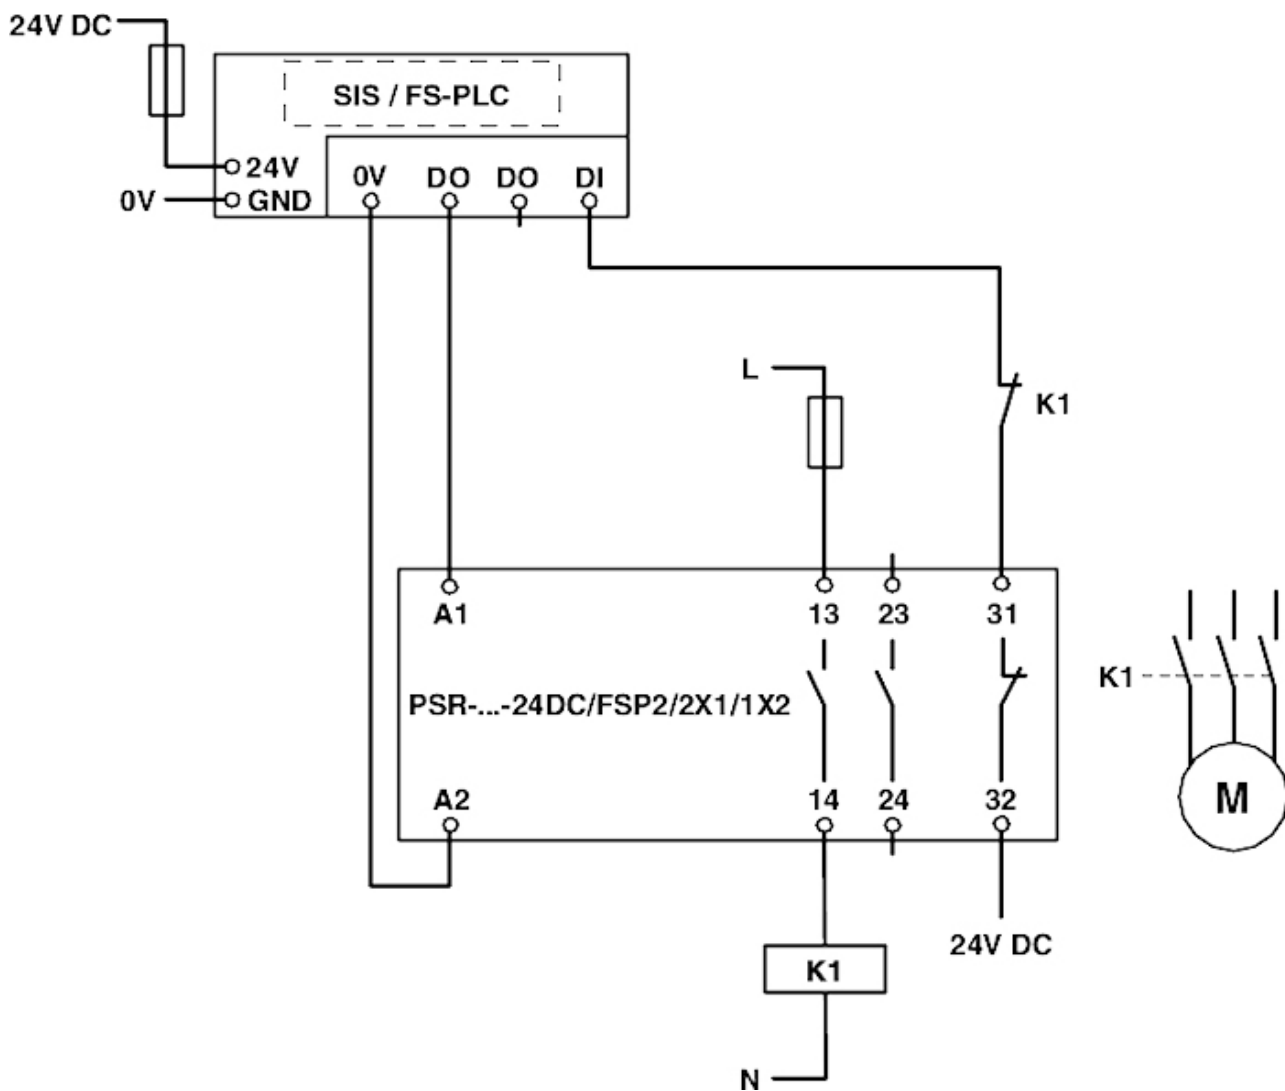 24V DC
SIS / FS-PLC
24V
0V DO DO DI
0V GND
L
K1
A1 13 23 31
PSR-...-24DC/FSP2/2X1/1X2
K1
A2 14 24 32
M
24V DC
K1
N